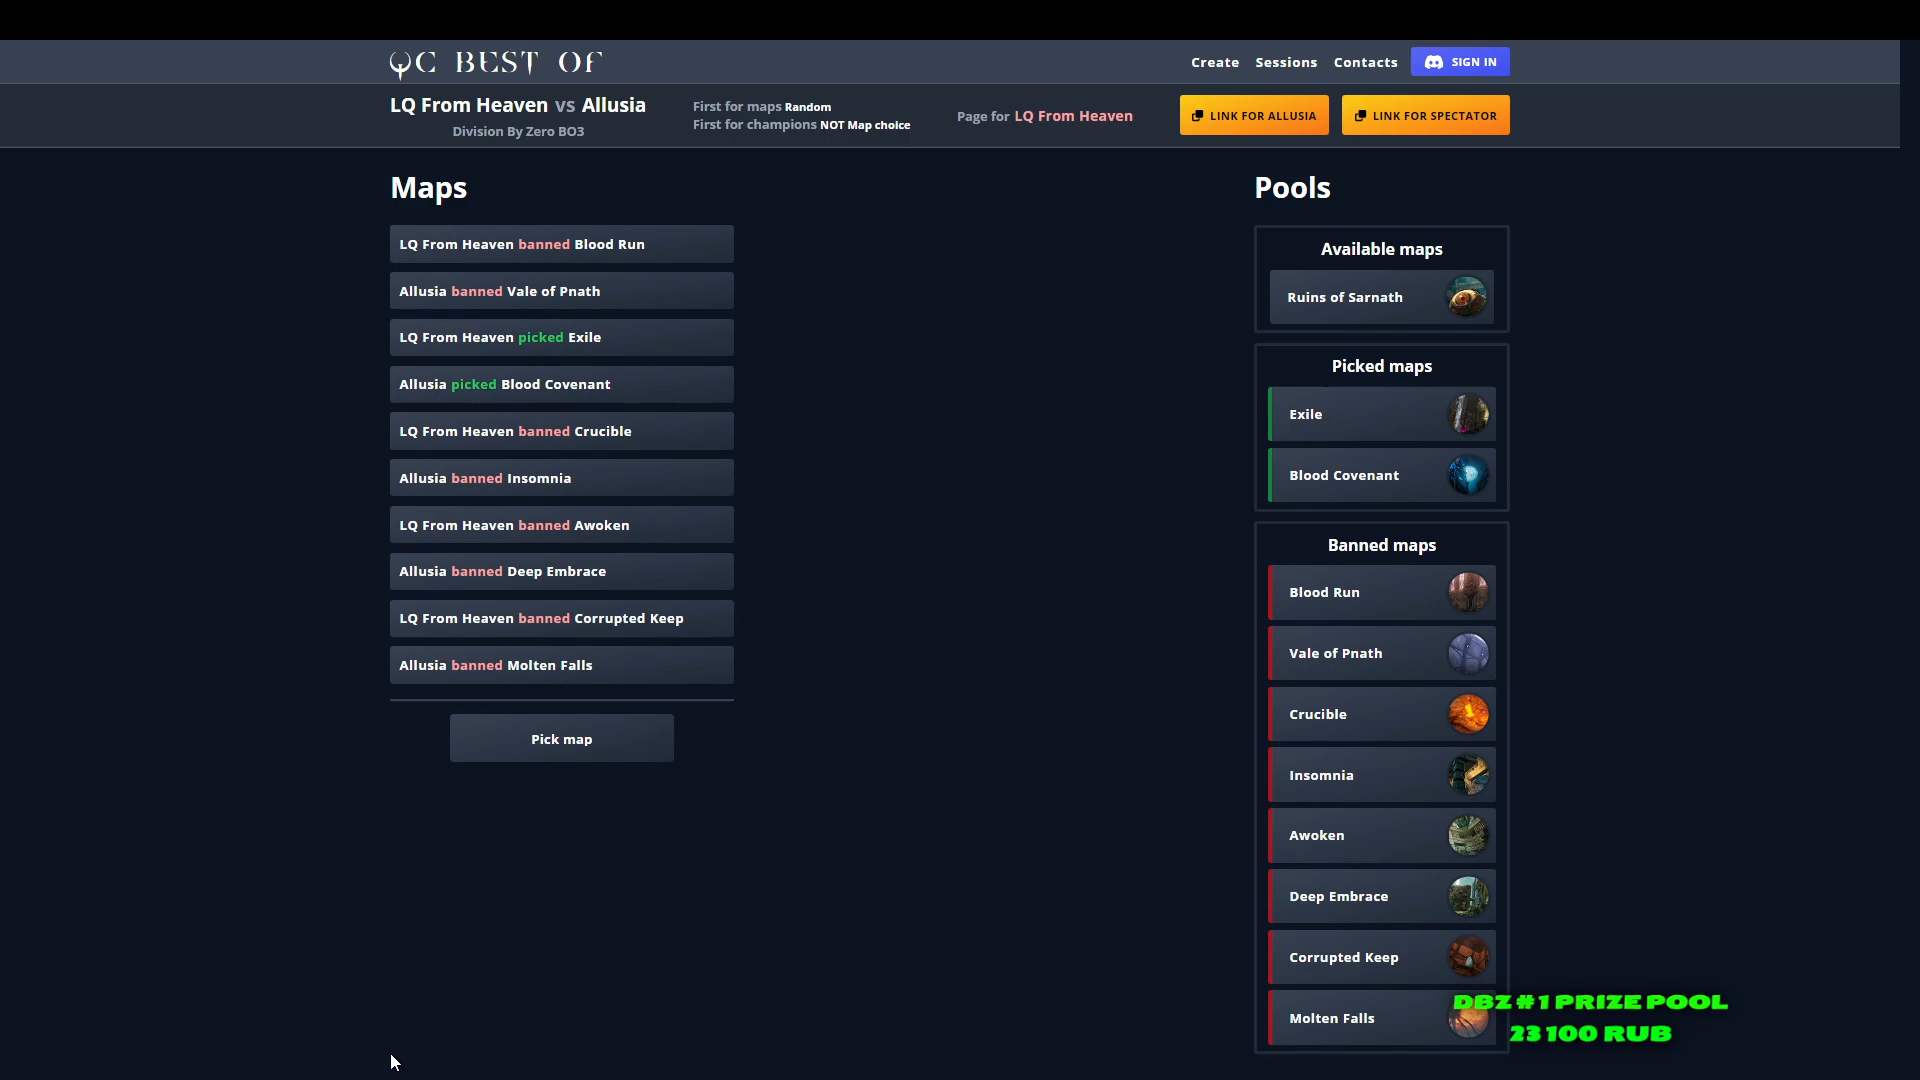 QC BEST OF
Create
Sessions
Contacts
SIGN IN
LQ From Heaven vs Allusia
Division By Zero BO3
First for maps Random
First for champions NOT Map choice
Page for LQ From Heaven
LINK FOR ALLUSIA
LINK FOR SPECTATOR
Maps
LQ From Heaven banned Blood Run
Allusia banned Vale of Pnath
LQ From Heaven picked Exile
Allusia picked Blood Covenant
LQ From Heaven banned Crucible
Allusia banned Insomnia
LQ From Heaven banned Awoken
Allusia banned Deep Embrace
LQ From Heaven banned Corrupted Keep
Allusia banned Molten Falls
Pick map
Pools
Available maps
Ruins of Sarnath
Picked maps
Exile
Blood Covenant
Banned maps
Blood Run
Vale of Pnath
Crucible
Insomnia
Awoken
Deep Embrace
Corrupted Keep
Molten Falls
DBZ #1 PRIZE POOL
23100 RUB